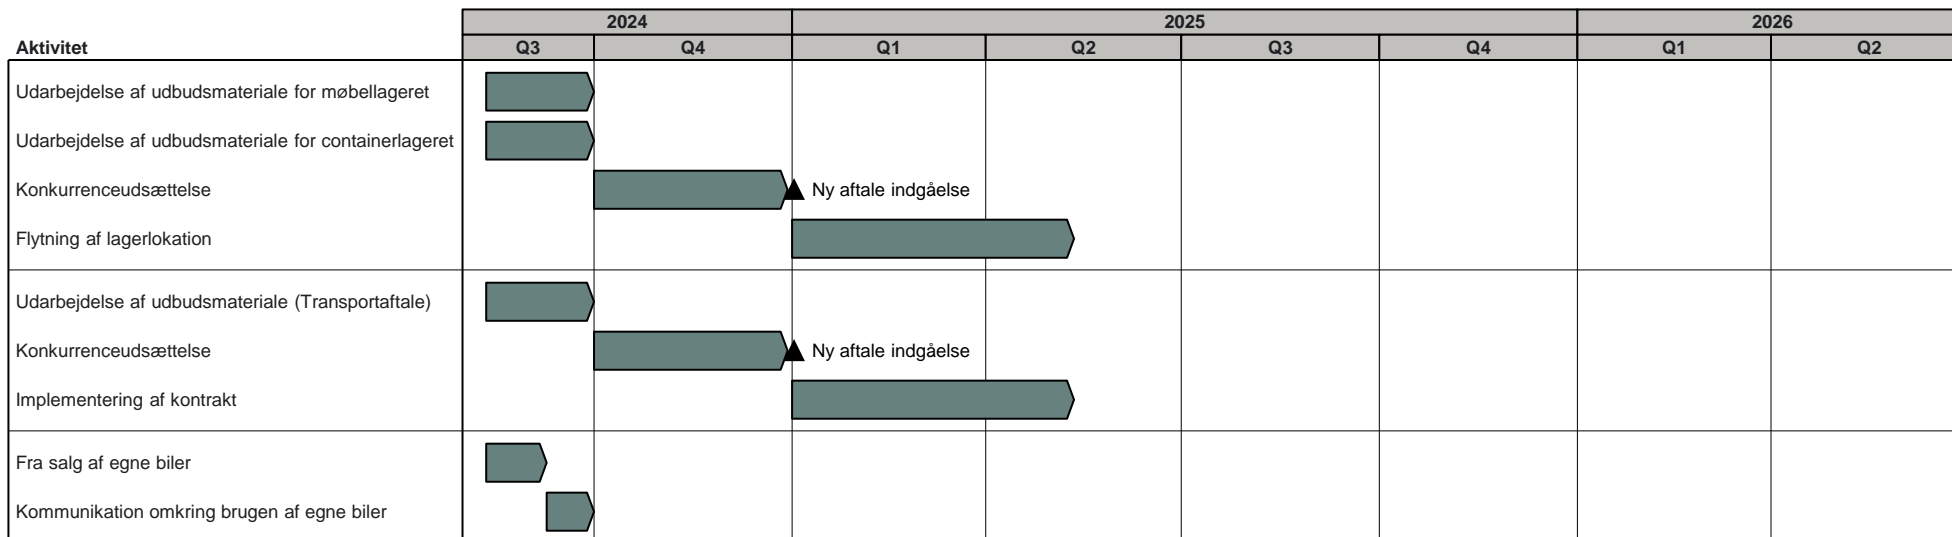 2024 2025 2026
Aktivitet Q3 Q4 Q1 Q2 Q3 Q4 Q1 Q2
Udarbejdelse af udbudsmateriale for møbellageret
Udarbejdelse af udbudsmateriale for containerlageret
Konkurrenceudsættelse Ny aftale indgåelse
Flytning af lagerlokation
Udarbejdelse af udbudsmateriale (Transportaftale)
Konkurrenceudsættelse Ny aftale indgåelse
Implementering af kontrakt
Fra salg af egne biler
Kommunikation omkring brugen af egne biler